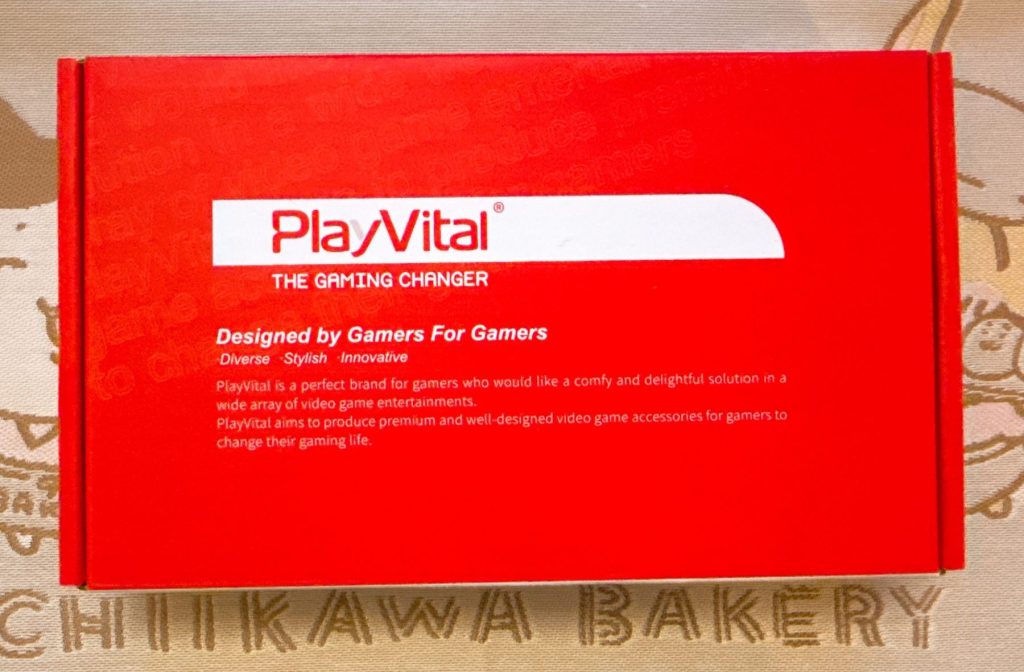 PlayVital®
THE GAMING CHANGER
Designed by Gamers For Gamers
·Diverse ·Stylish ·Innovative
PlayVital is a perfect brand for gamers who would like a comfy and delightful solution in a
wide array of video game entertainments.
PlayVital aims to produce premium and well-designed video game accessories for gamers to
change their gaming life.
CHIIKAWA BAKERY